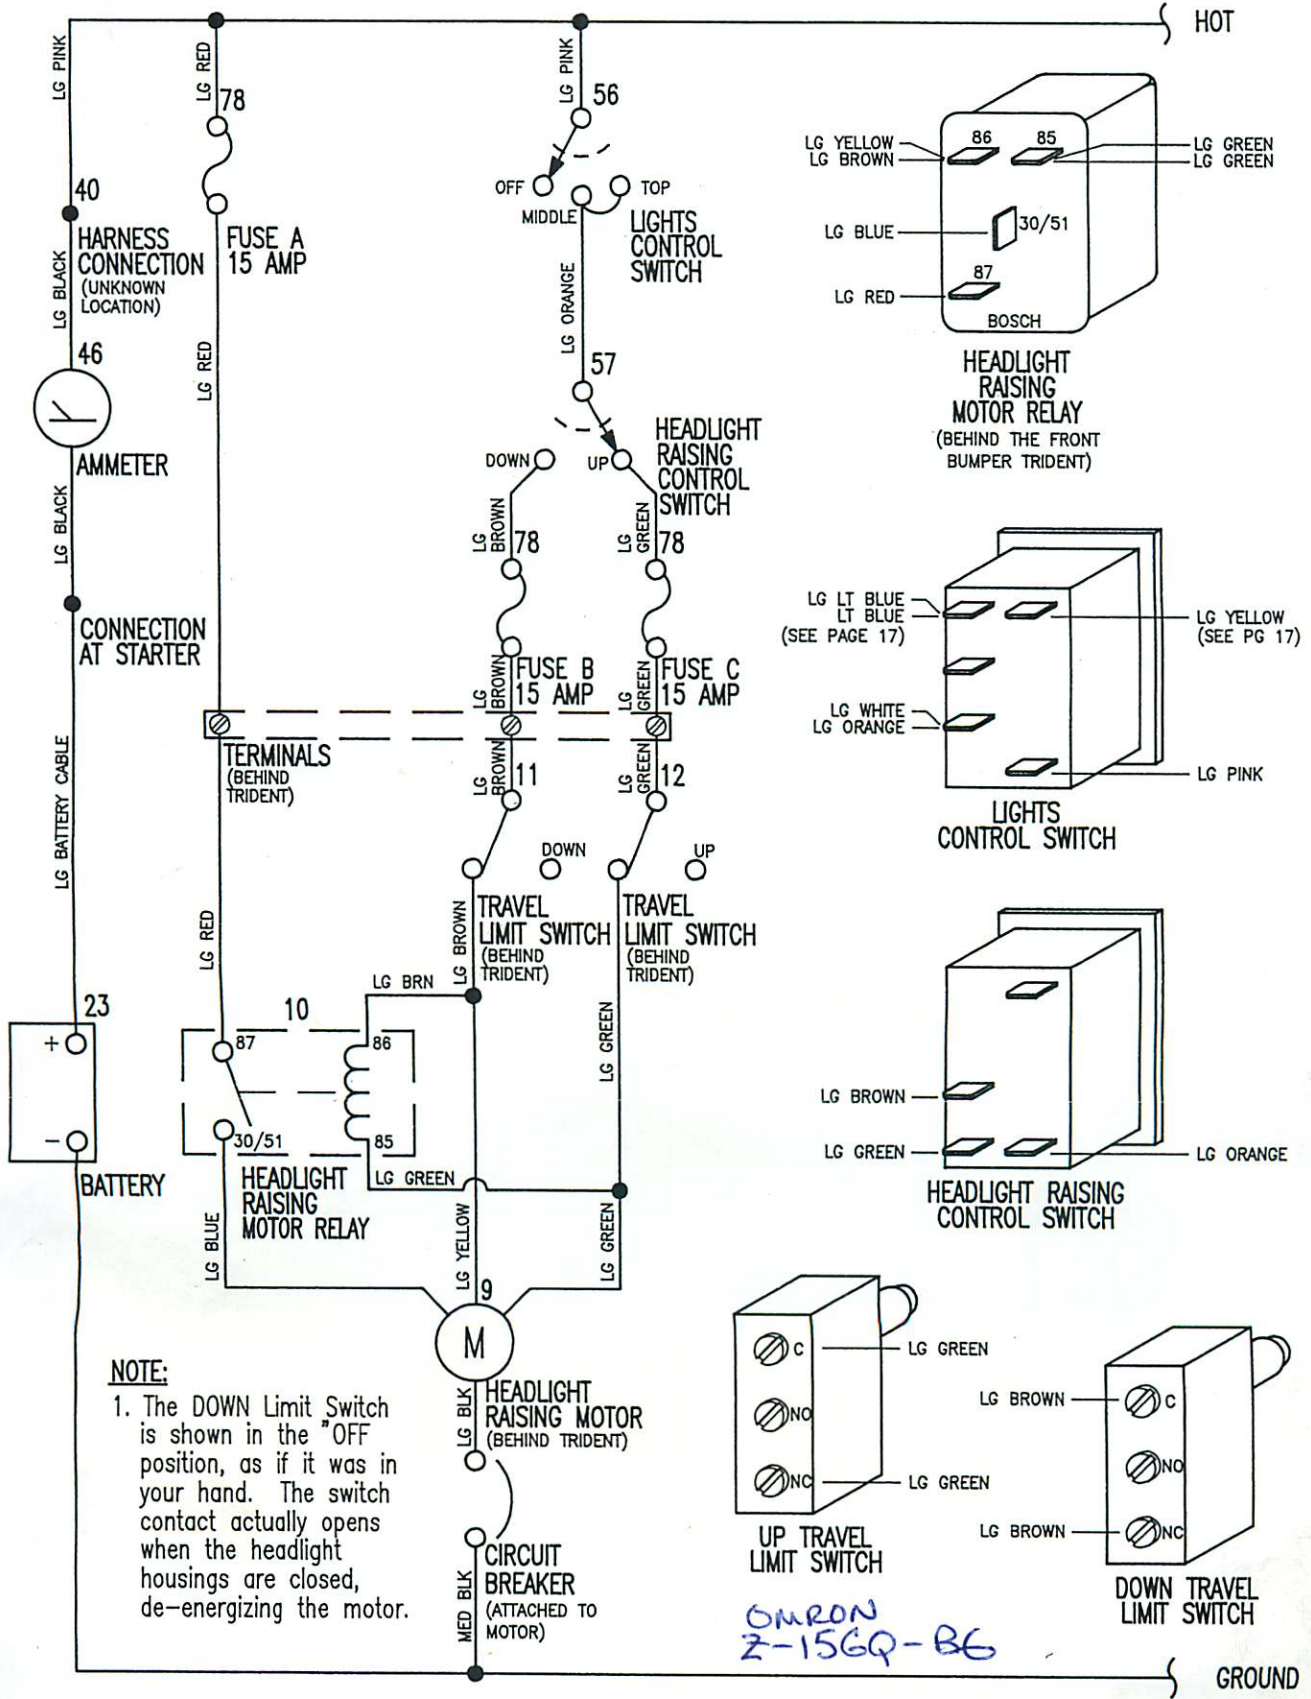 HOT
LG PINK
LG RED
LG PINK
78
56
40
HARNESS
CONNECTION
(UNKNOWN
LOCATION)
FUSE A
15 AMP
OFF
MIDDLE
TOP
LIGHTS
CONTROL
SWITCH
LG BLACK
46
LG RED
LG ORANGE
57
AMMETER
DOWN
UP
HEADLIGHT
RAISING
CONTROL
SWITCH
LG BLACK
LG
BROWN
78
LG
GREEN
78
CONNECTION
AT STARTER
LG
BROWN
FUSE B
15 AMP
LG
GREEN
FUSE C
15 AMP
TERMINALS
(BEHIND
TRIDENT)
LG
BROWN
11
LG
GREEN
12
LG BATTERY CABLE
DOWN
UP
TRAVEL
LIMIT SWITCH
(BEHIND
TRIDENT)
TRAVEL
LIMIT SWITCH
(BEHIND
TRIDENT)
LG RED
LG BROWN
LG BRN
LG GREEN
23
10
+
87
86
-
30/51
85
BATTERY
HEADLIGHT
RAISING
MOTOR RELAY
LG GREEN
LG BLUE
LG YELLOW
LG GREEN
9
M
HEADLIGHT
RAISING MOTOR
(BEHIND TRIDENT)
LG BLK
CIRCUIT
BREAKER
(ATTACHED TO
MOTOR)
MED BLK
NOTE:
1. The DOWN Limit Switch
is shown in the "OFF
position, as if it was in
your hand. The switch
contact actually opens
when the headlight
housings are closed,
de-energizing the motor.
LG YELLOW
LG BROWN
86
85
LG GREEN
LG GREEN
LG BLUE
30/51
LG RED
87
BOSCH
HEADLIGHT
RAISING
MOTOR RELAY
(BEHIND THE FRONT
BUMPER TRIDENT)
LG LT BLUE
LT BLUE
(SEE PAGE 17)
LG YELLOW
(SEE PG 17)
LG WHITE
LG ORANGE
LG PINK
LIGHTS
CONTROL SWITCH
LG BROWN
LG GREEN
LG ORANGE
HEADLIGHT RAISING
CONTROL SWITCH
C
LG GREEN
NO
NC
LG GREEN
UP TRAVEL
LIMIT SWITCH
LG BROWN
C
NO
LG BROWN
NC
DOWN TRAVEL
LIMIT SWITCH
OMRON
Z-15GQ-B6
GROUND